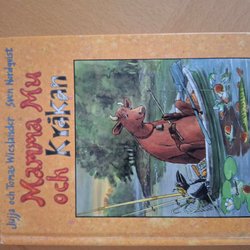 Jujja och Tomas Wieslander Sven Nordqvist
Mamma Mu
och Kråkan